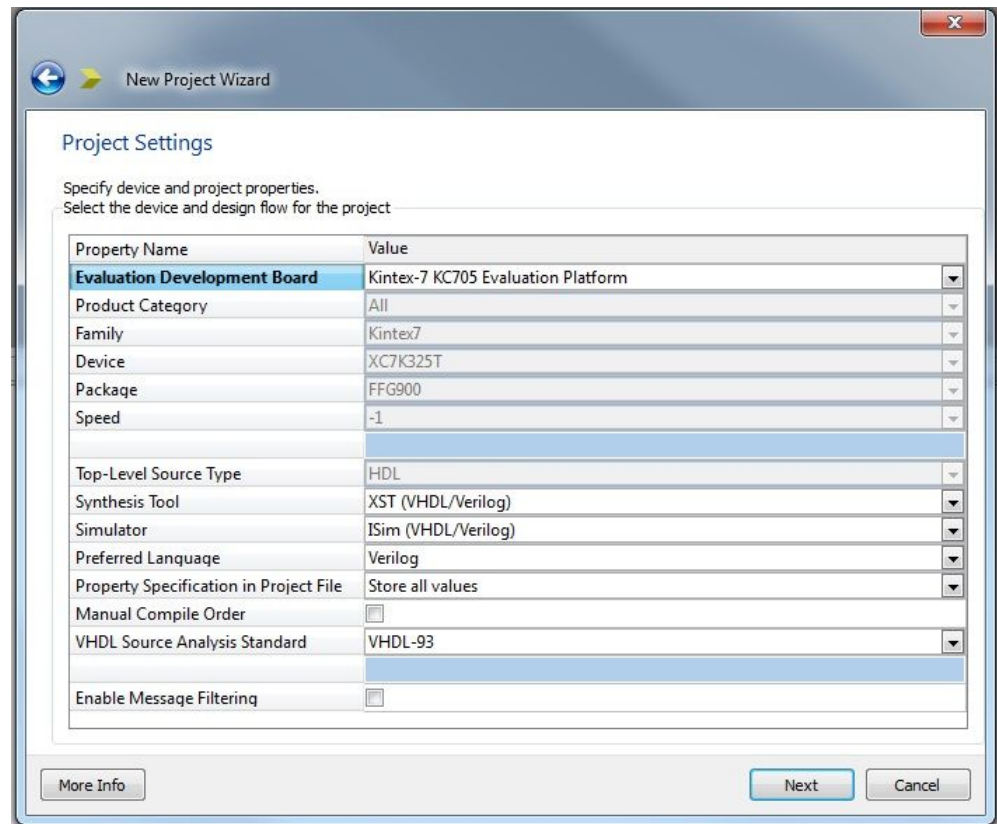 New Project Wizard
Project Settings
Specify device and project properties.
Select the device and design flow for the project
Property Name Value
Evaluation Development Board Kintex-7 KC705 Evaluation Platform
Product Category All
Family Kintex7
Device XC7K325T
Package FFG900
Speed -1
Top-Level Source Type HDL
Synthesis Tool XST (VHDL/Verilog)
Simulator ISim (VHDL/Verilog)
Preferred Language Verilog
Property Specification in Project File Store all values
Manual Compile Order
VHDL Source Analysis Standard VHDL-93
Enable Message Filtering
More Info Next Cancel